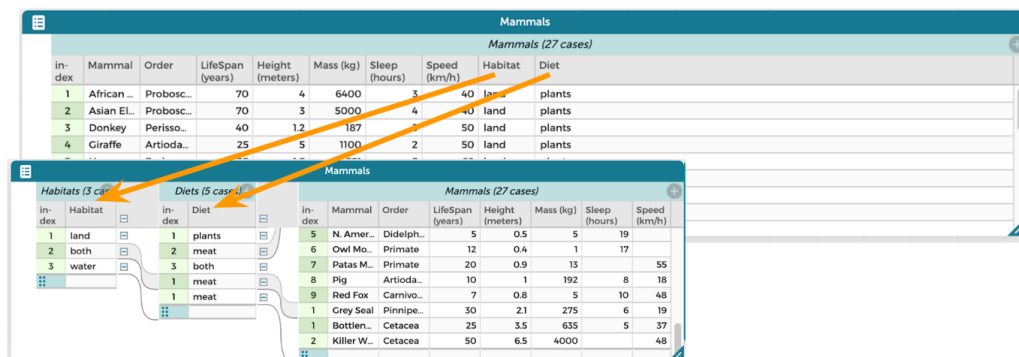 Mammals
Mammals (27 cases)
in-dex Mammal Order LifeSpan (years) Height (meters) Mass (kg) Sleep (hours) Speed (km/h) Habitat Diet
1 African ... Probosc... 70 4 6400 3 40 land plants
2 Asian El... Probosc... 70 3 5000 4 40 land plants
3 Donkey Perisso... 40 1.2 187 50 land plants
4 Giraffe Artioda... 25 5 1100 2 50 land plants
Mammals
Habitats (3 Diets (5 cases) Mammals (27 cases)
in-dex Habitat in-dex Diet in-dex Mammal Order LifeSpan (years) Height (meters) Mass (kg) Sleep (hours) Speed (km/h)
1 land 1 plants 5 N. Amer... Didelph... 5 0.5 5 19
2 both 2 meat 6 Owl Mo... Primate 12 0.4 1 17
3 water 3 both 7 Patas M... Primate 20 0.9 13 55
1 meat 8 Pig Artioda... 10 1 192 8 18
1 meat 9 Red Fox Carnivo... 7 0.8 5 10 48
1 Grey Seal Pinnipe... 30 2.1 275 6 19
1 Bottlen... Cetacea 25 3.5 635 5 37
2 Killer W... Cetacea 50 6.5 4000 48